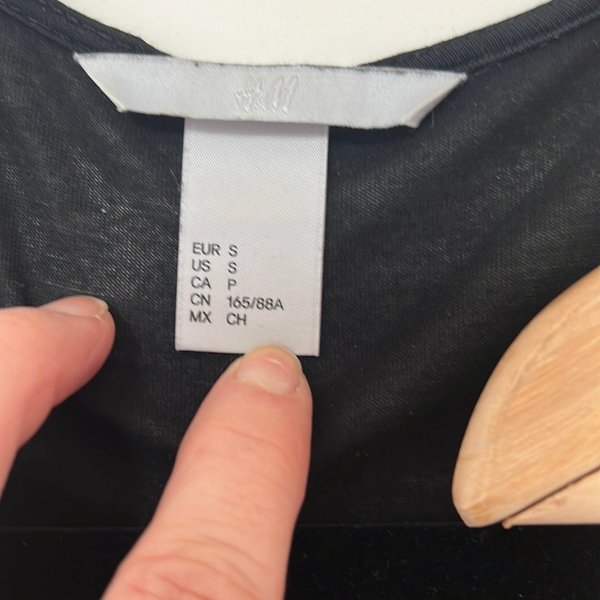 H&M
EUR S
US S
CA P
CN 165/88A
MX CH